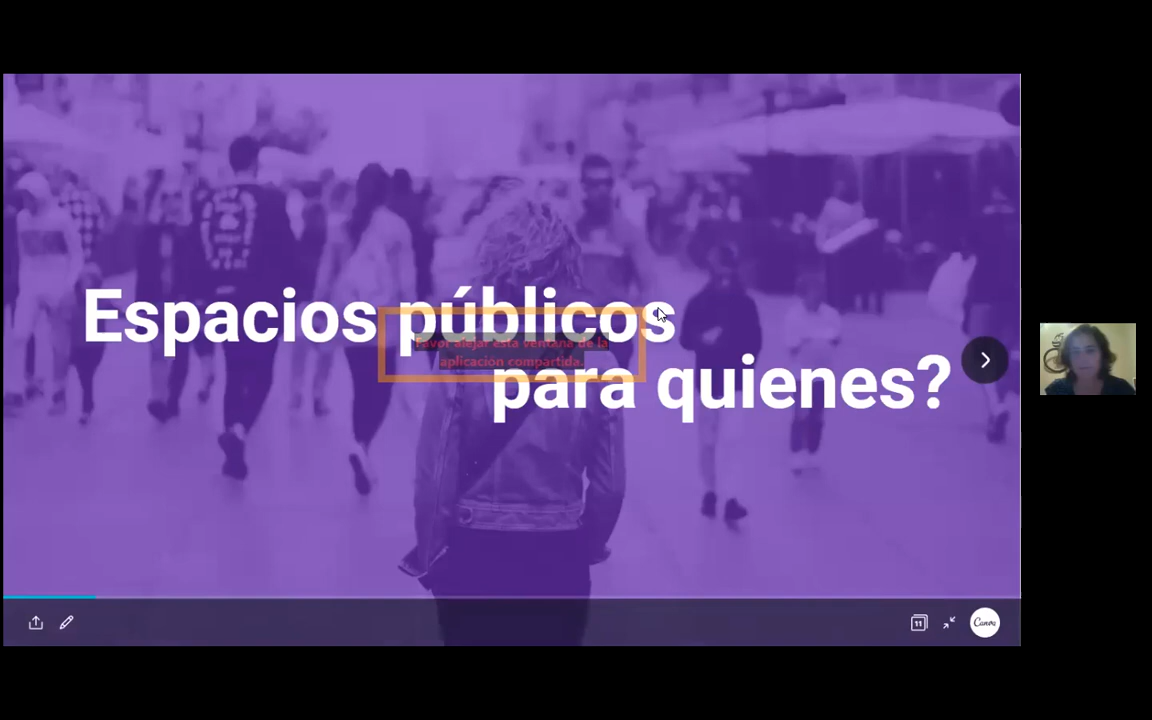 Espacios públicos
Favor alejar esta ventana de la
aplicación compartida.
para quienes?
11
Canva